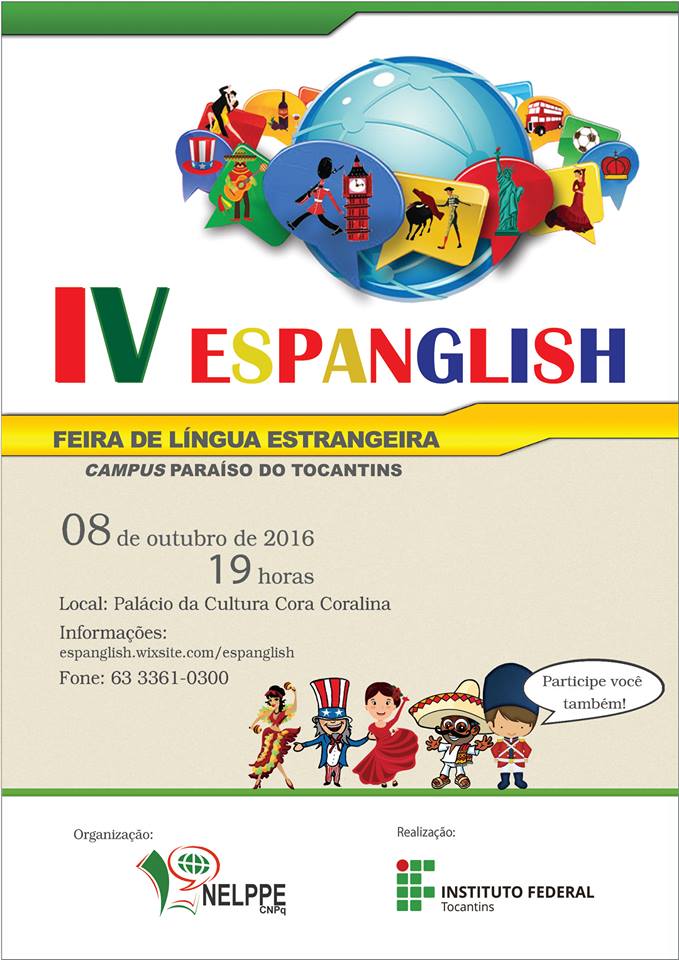 IV ESPANGLISH
FEIRA DE LÍNGUA ESTRANGEIRA
CAMPUS PARAÍSO DO TOCANTINS
08 de outubro de 2016
19 horas
Local: Palácio da Cultura Cora Coralina
Informações:
espanglish.wixsite.com/espanglish
Fone: 63 3361-0300
Participe você
também!
Organização:
NELPPE
CNPq
Realização:
INSTITUTO FEDERAL
Tocantins